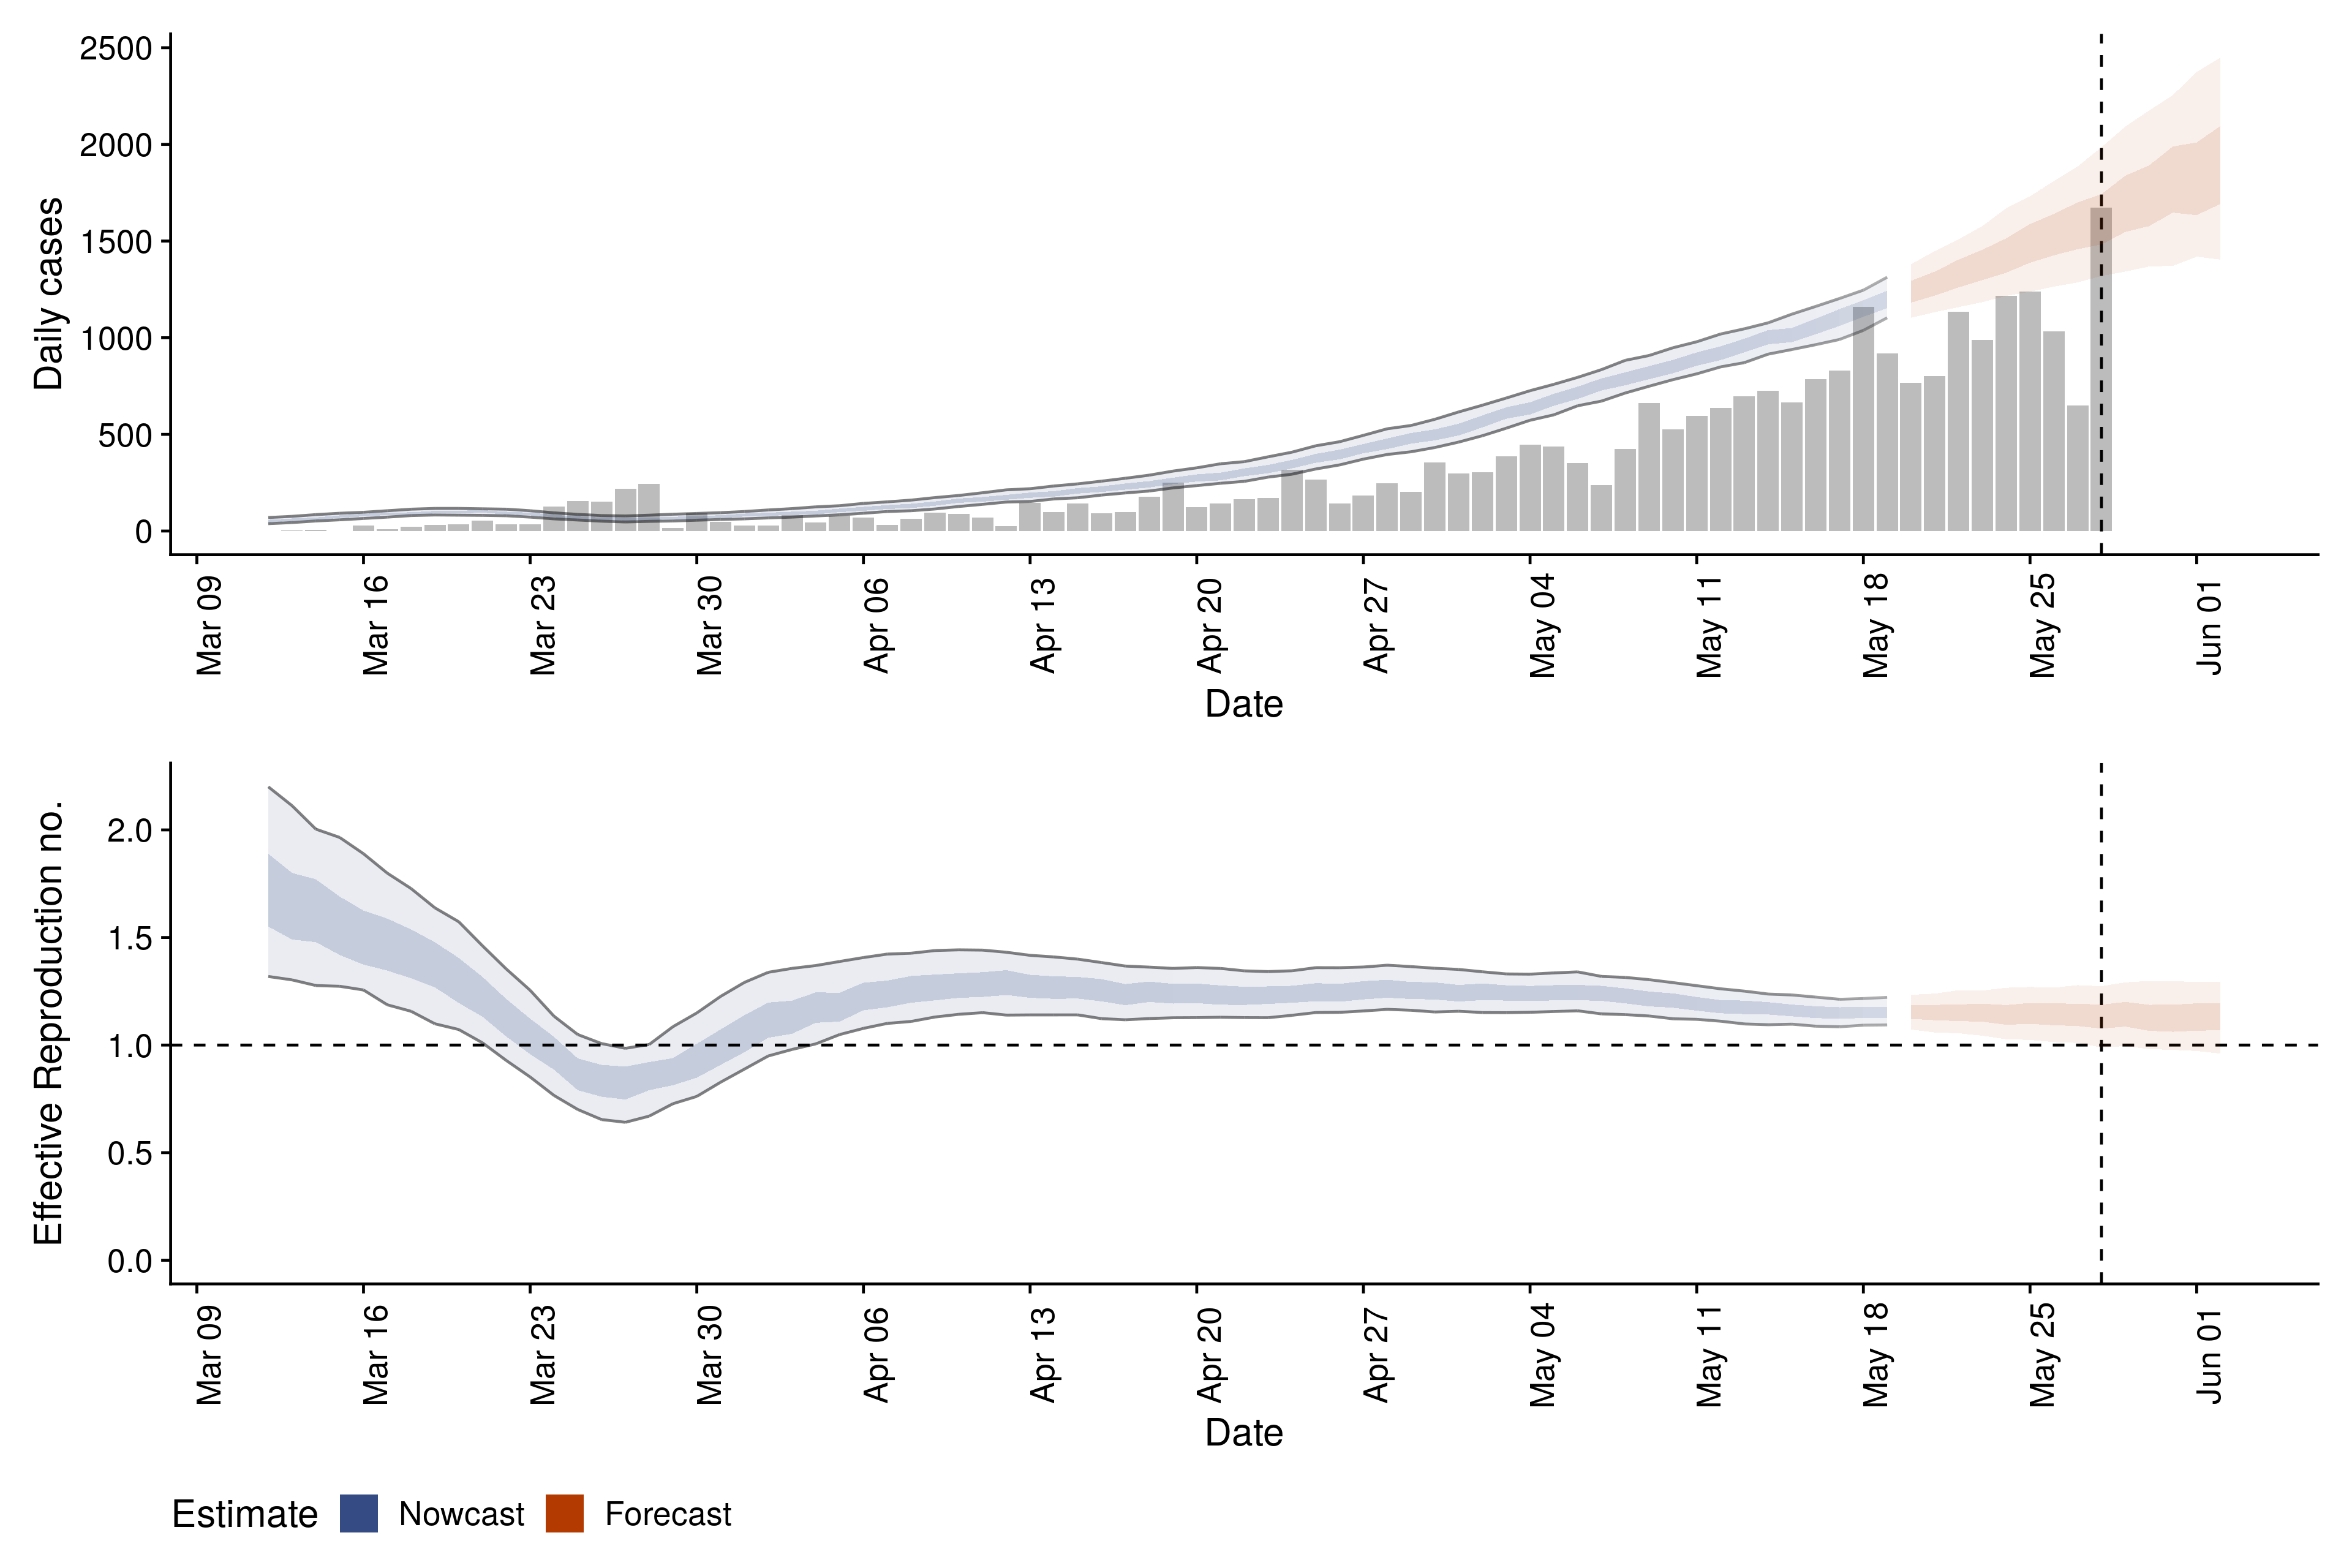 Daily cases
2500
2000
1500
1000
500
0
Mar 09 Mar 16 Mar 23 Mar 30 Apr 06 Apr 13 Apr 20 Apr 27 May 04 May 11 May 18 May 25 Jun 01
Date
Effective Reproduction no.
2.0
1.5
1.0
0.5
0.0
Mar 09 Mar 16 Mar 23 Mar 30 Apr 06 Apr 13 Apr 20 Apr 27 May 04 May 11 May 18 May 25 Jun 01
Date
Estimate Nowcast Forecast